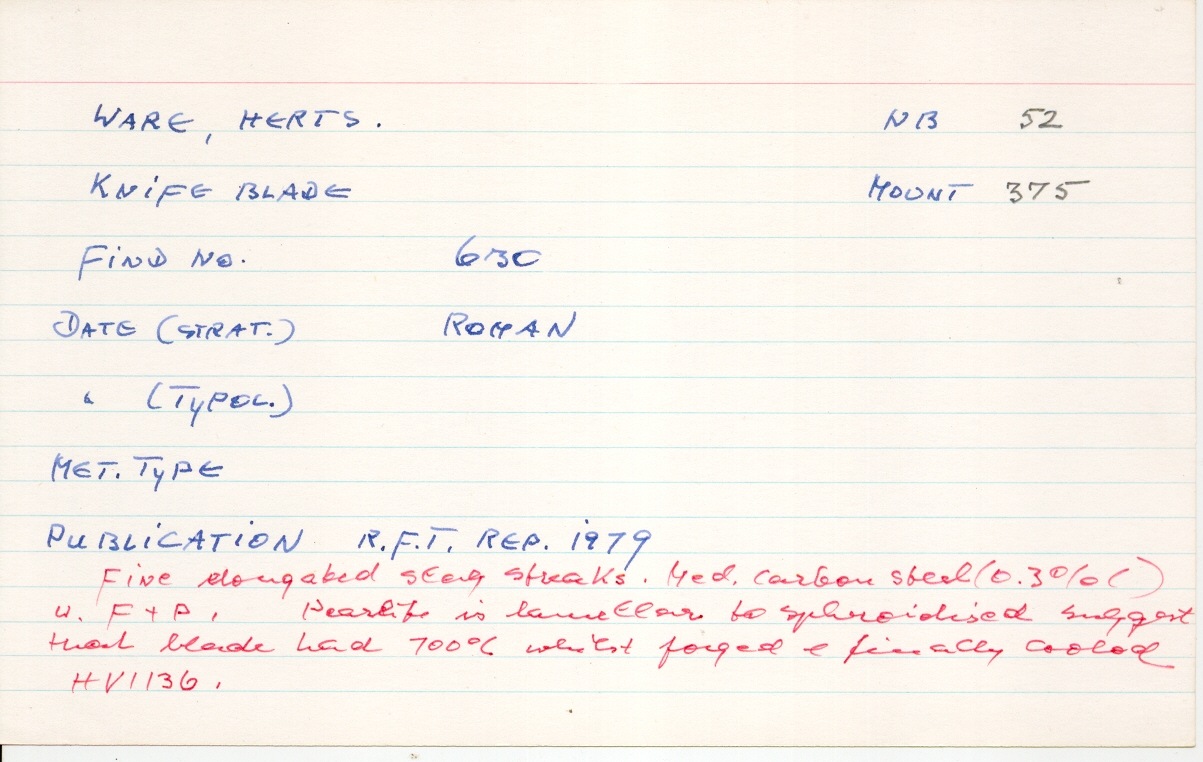 WARE, HERTS. NB 52
KNiFE BLADE MOUNT 375
FiND No. 630
DATE (STRAT.) ROMAN
" (TYPOL.)
MET. TYPE
PUBLiCATION R.F.T. REP. 1979
Fine elongated slag streaks. Med. carbon steel (0.3% C)
w. F + P. Pearlite is lamellar to spheroidised suggest
that blade had 700°C whilst forged & finally cooled
HV1136.